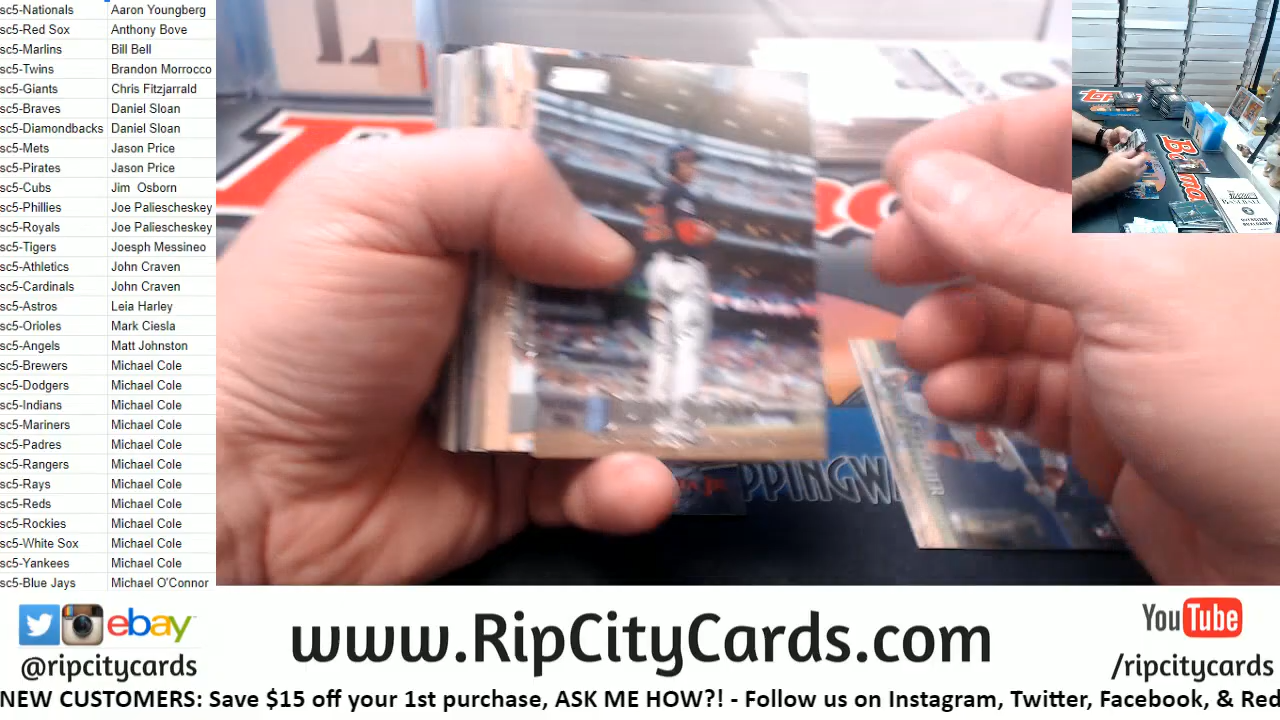 sc5-Nationals Aaron Youngberg
sc5-Red Sox Anthony Bove
sc5-Marlins Bill Bell
sc5-Twins Brandon Morrocco
sc5-Giants Chris Fitzjarrald
sc5-Braves Daniel Sloan
sc5-Diamondbacks Daniel Sloan
sc5-Mets Jason Price
sc5-Pirates Jason Price
sc5-Cubs Jim Osborn
sc5-Phillies Joe Paliescheskey
sc5-Royals Joe Paliescheskey
sc5-Tigers Joesph Messineo
sc5-Athletics John Craven
sc5-Cardinals John Craven
sc5-Astros Leia Harley
sc5-Orioles Mark Ciesla
sc5-Angels Matt Johnston
sc5-Brewers Michael Cole
sc5-Dodgers Michael Cole
sc5-Indians Michael Cole
sc5-Mariners Michael Cole
sc5-Padres Michael Cole
sc5-Rangers Michael Cole
sc5-Rays Michael Cole
sc5-Reds Michael Cole
sc5-Rockies Michael Cole
sc5-White Sox Michael Cole
sc5-Yankees Michael Cole
sc5-Blue Jays Michael O'Connor
PPINGW
ebay
@ripcitycards
www.RipCityCards.com
YouTube
/ripcitycards
NEW CUSTOMERS: Save $15 off your 1st purchase, ASK ME HOW?! - Follow us on Instagram, Twitter, Facebook, & Red